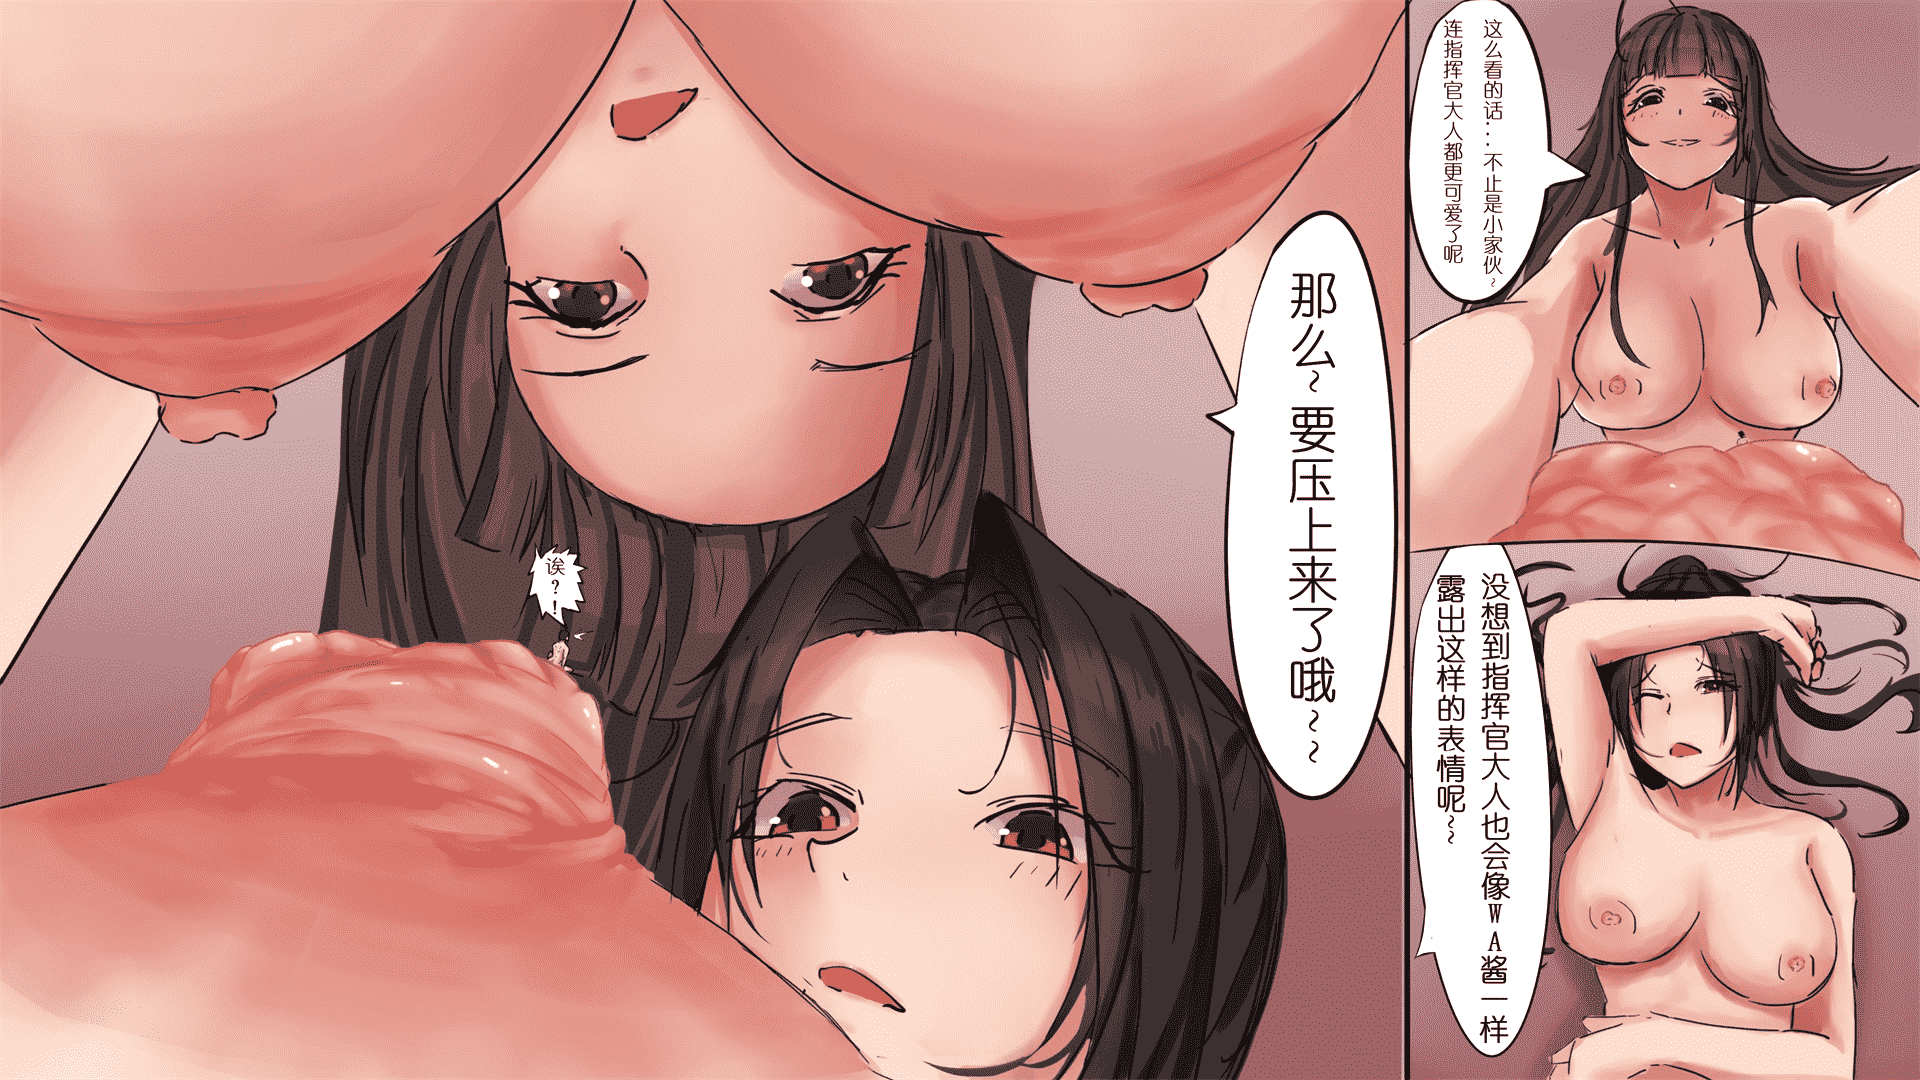 这么看的话...不止是小家伙~
连指挥官大人都更可爱了呢
没想到指挥官大人也会像WA酱一样
露出这样的表情呢~~
那么~要压上来了哦~~
诶?!